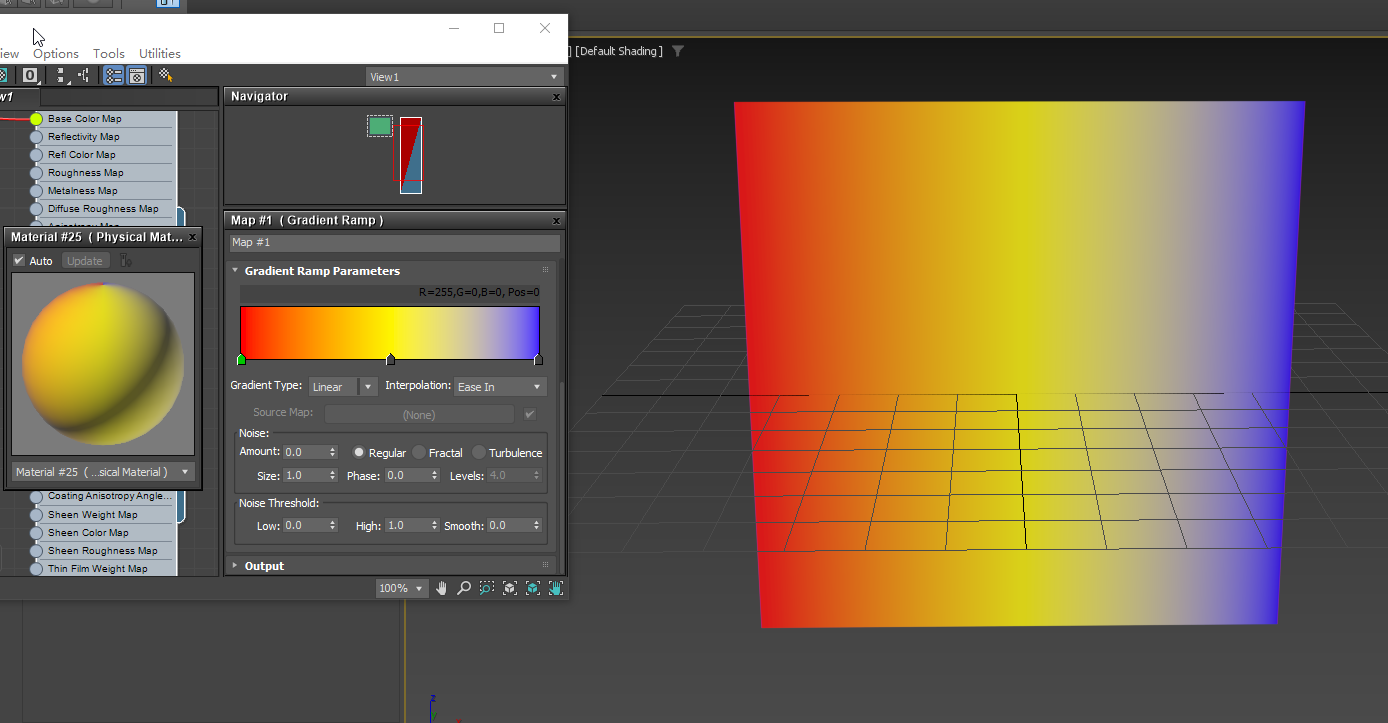 iew Options Tools Utilities
] [Default Shading ]
0
View1
w1
Navigator
Base Color Map
Reflectivity Map
Refl Color Map
Roughness Map
Metalness Map
Diffuse Roughness Map
Material #25 ( Physical Mat...
Auto Update
Material #25 ( ...sical Material )
Coating Anisotropy Angle...
Sheen Weight Map
Sheen Color Map
Sheen Roughness Map
Thin Film Weight Map
Map #1 ( Gradient Ramp )
Map #1
Gradient Ramp Parameters
R=255,G=0,B=0, Pos=0
Gradient Type: Linear Interpolation: Ease In
Source Map: (None)
Noise:
Amount: 0.0 Regular Fractal Turbulence
Size: 1.0 Phase: 0.0 Levels: 4.0
Noise Threshold:
Low: 0.0 High: 1.0 Smooth: 0.0
Output
100%
z